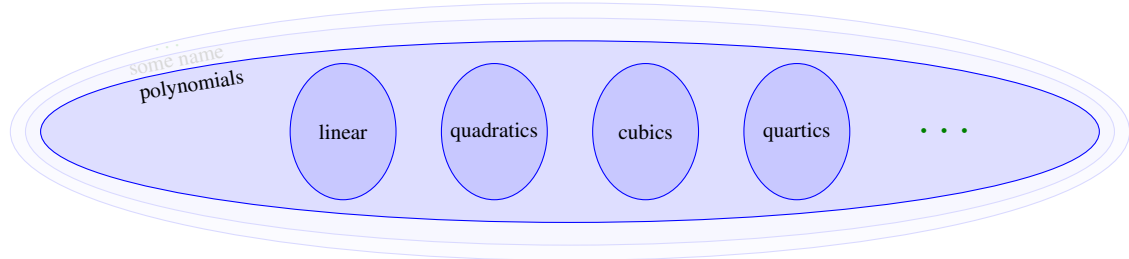 . . .
some name
polynomials
linear quadratics cubics quartics . . .